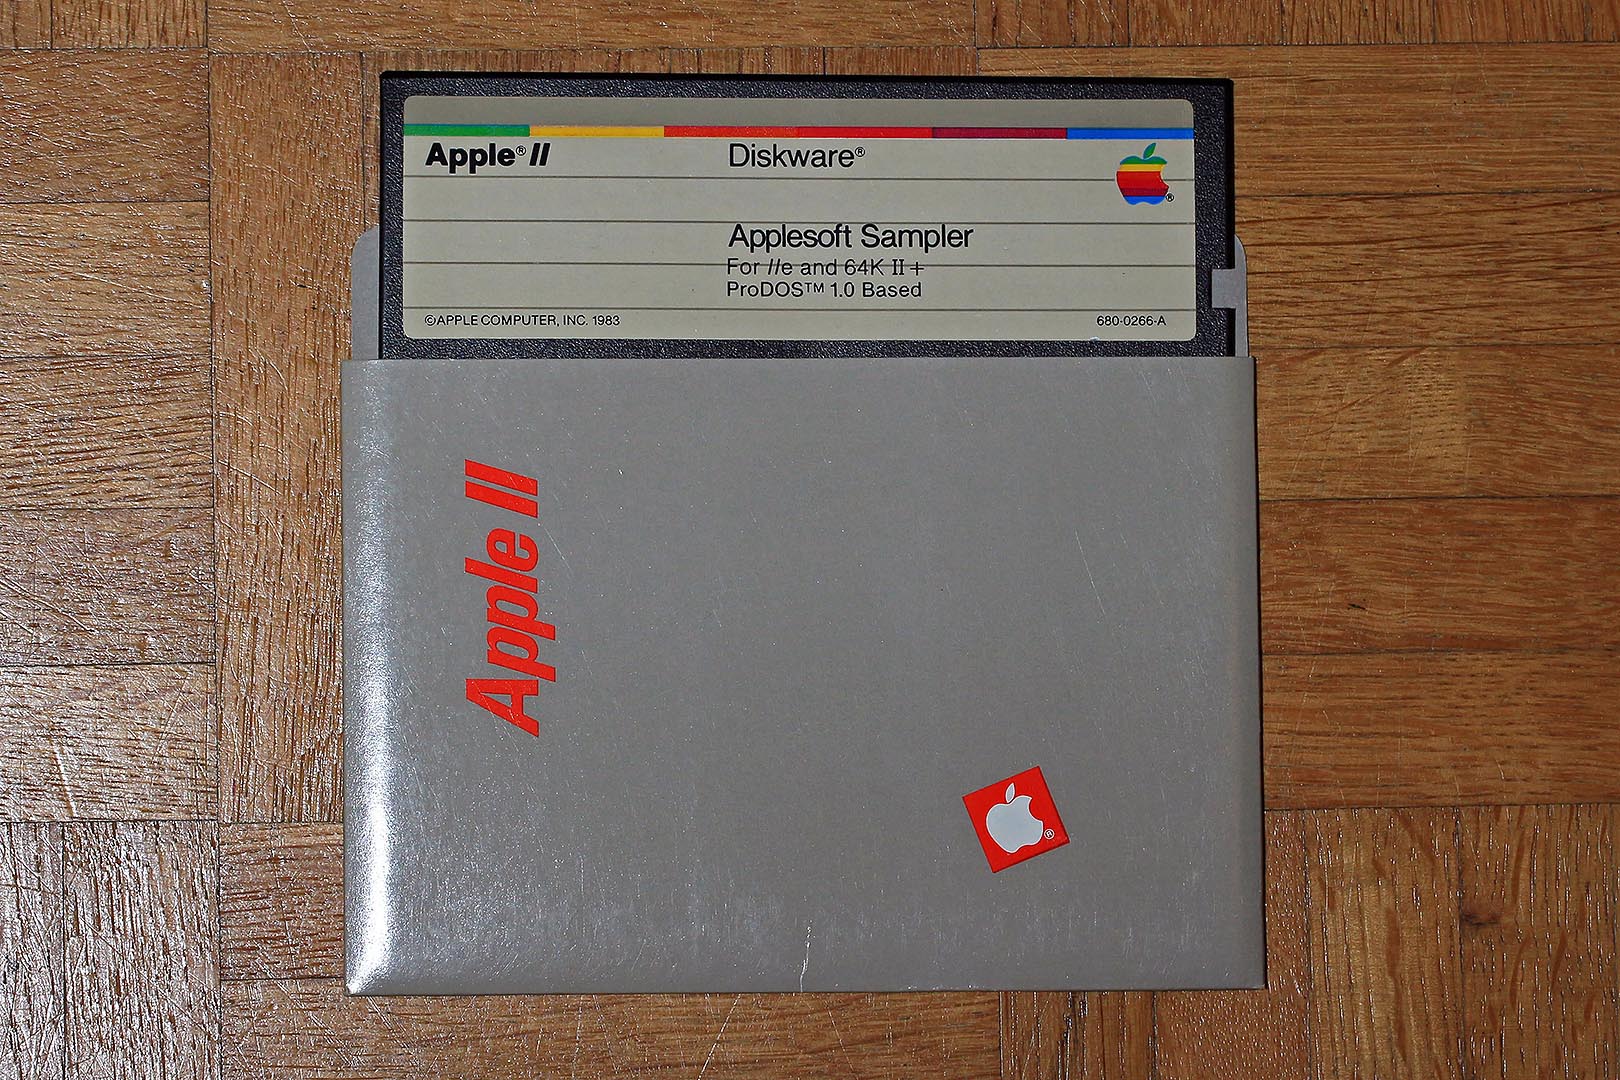 Apple® II
Diskware®
Applesoft Sampler
For //e and 64K II+
ProDOS™ 1.0 Based
©APPLE COMPUTER, INC. 1983
680-0266-A
Apple II
®